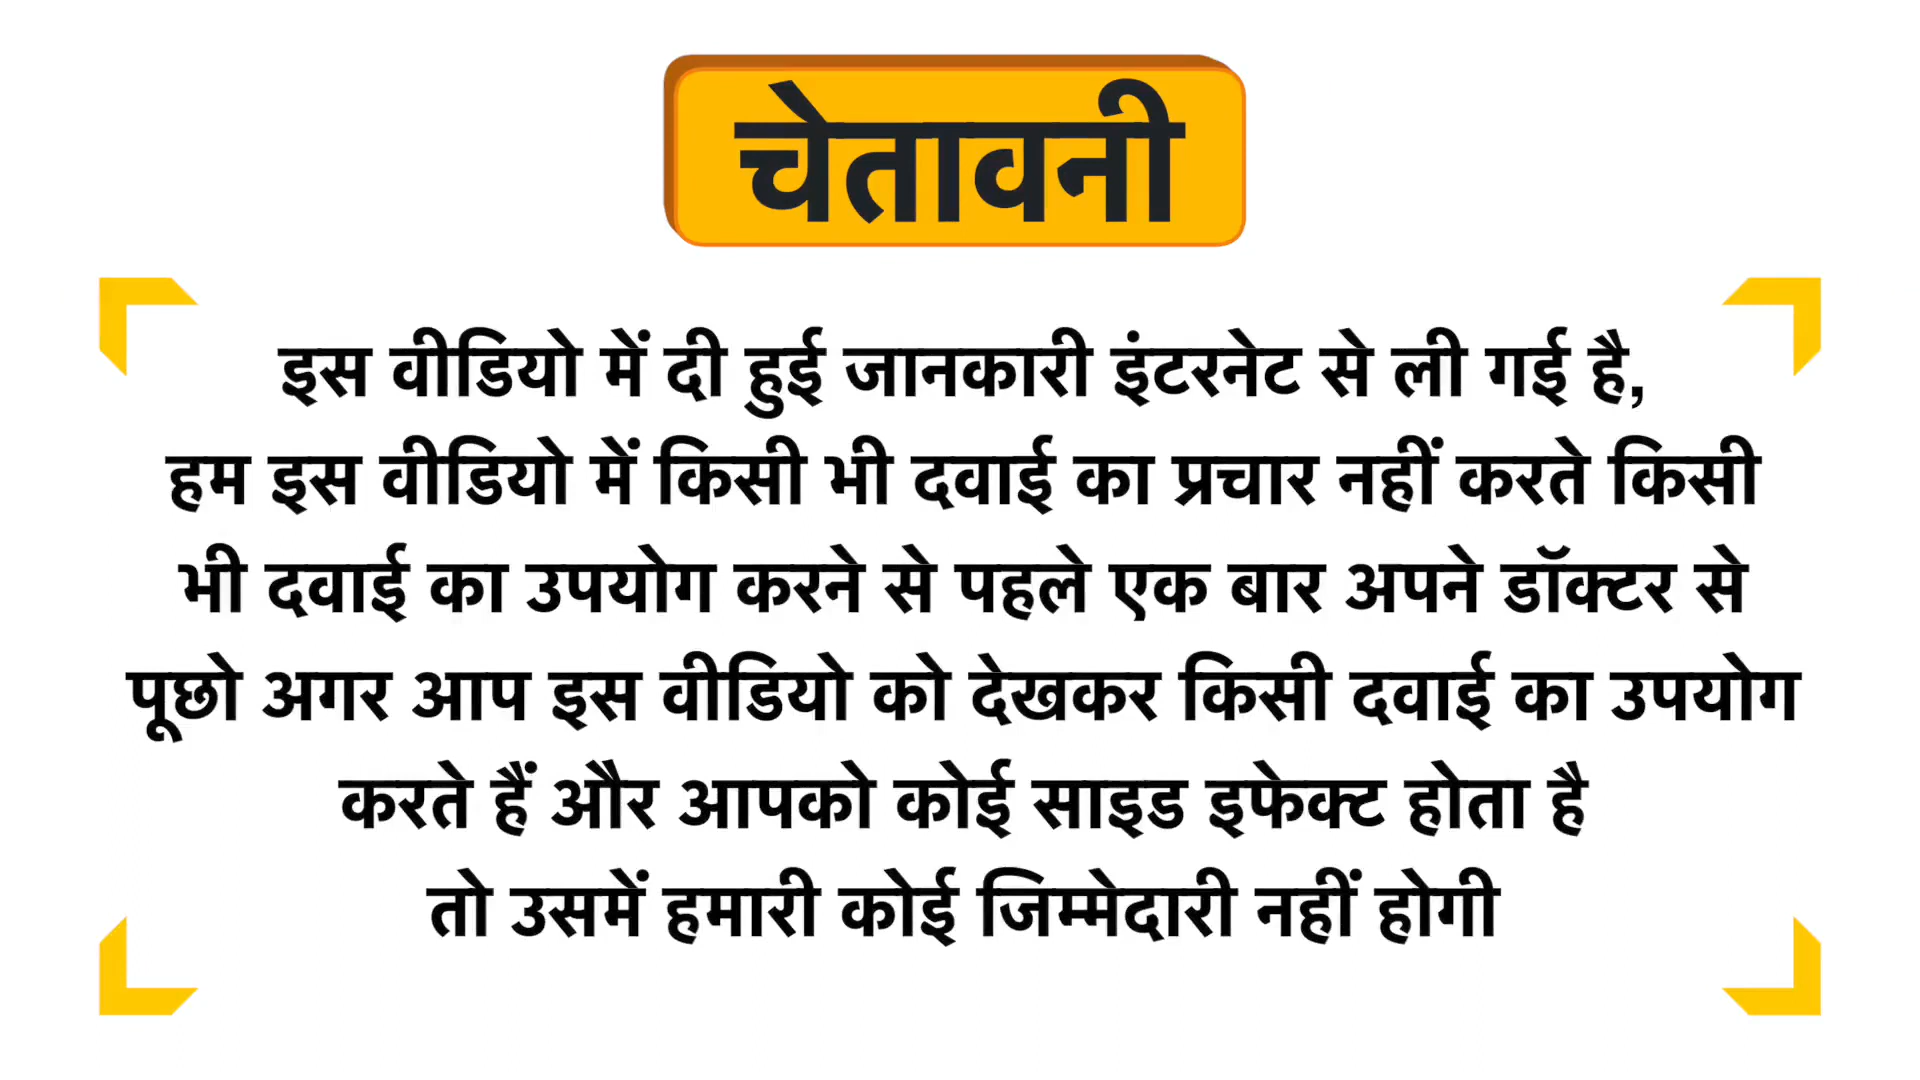 चेतावनी
इस वीडियो में दी हुई जानकारी इंटरनेट से ली गई है,
हम इस वीडियो में किसी भी दवाई का प्रचार नहीं करते किसी
भी दवाई का उपयोग करने से पहले एक बार अपने डॉक्टर से
पूछो अगर आप इस वीडियो को देखकर किसी दवाई का उपयोग
करते हैं और आपको कोई साइड इफेक्ट होता है
तो उसमें हमारी कोई जिम्मेदारी नहीं होगी